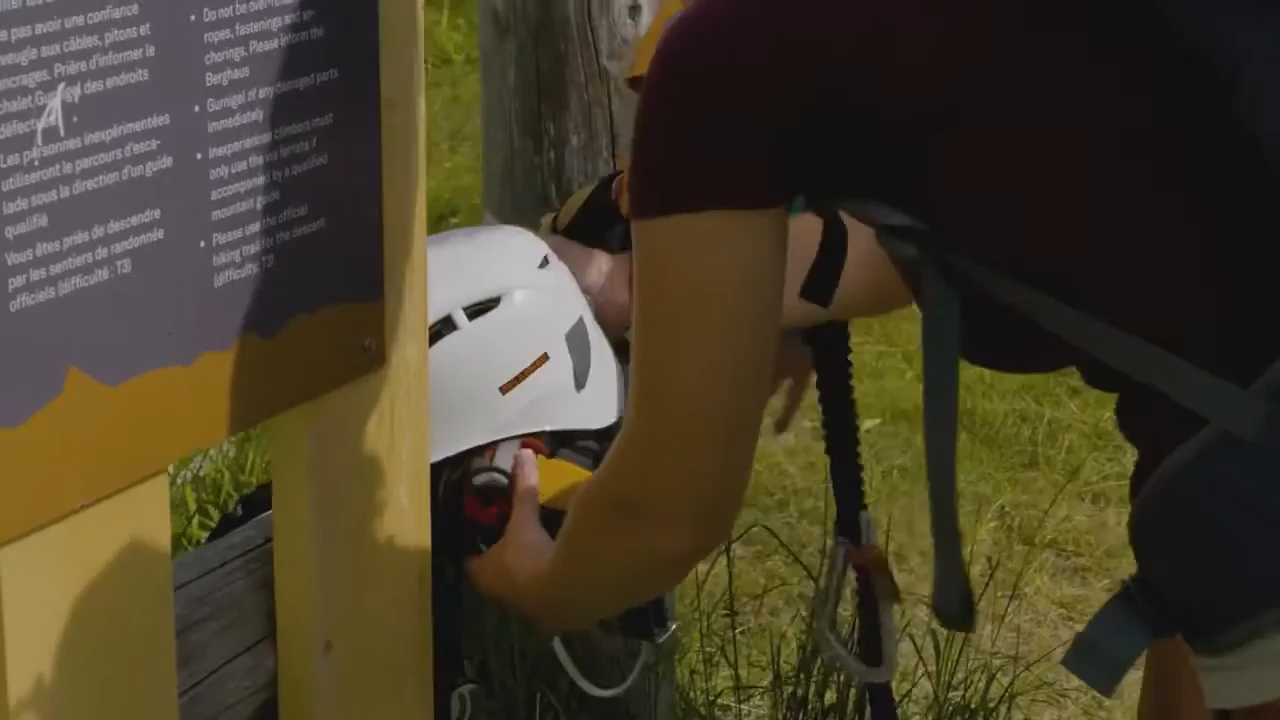 pas avoir une confiance
aux câbles, pitons et
ancrages. Prière d'informer le
des endroits
Les personnes inexpérimentées
utiliseront le parcours d'esca-
lade sous la direction d'un guide
qualifié
Vous êtes priés de descendre
par les sentiers de randonnée
officiels (difficulté : T3)
• Do not be
ropes, fastenings and an-
chorings. Please inform the
Berghaus
• Gurnigel of any damaged parts
immediately
• Inexperienced climbers must
only use the via ferrata if
accompanied by a qualified
mountain guide
• Please use the official
hiking trail for the descent
(difficulty: T3)